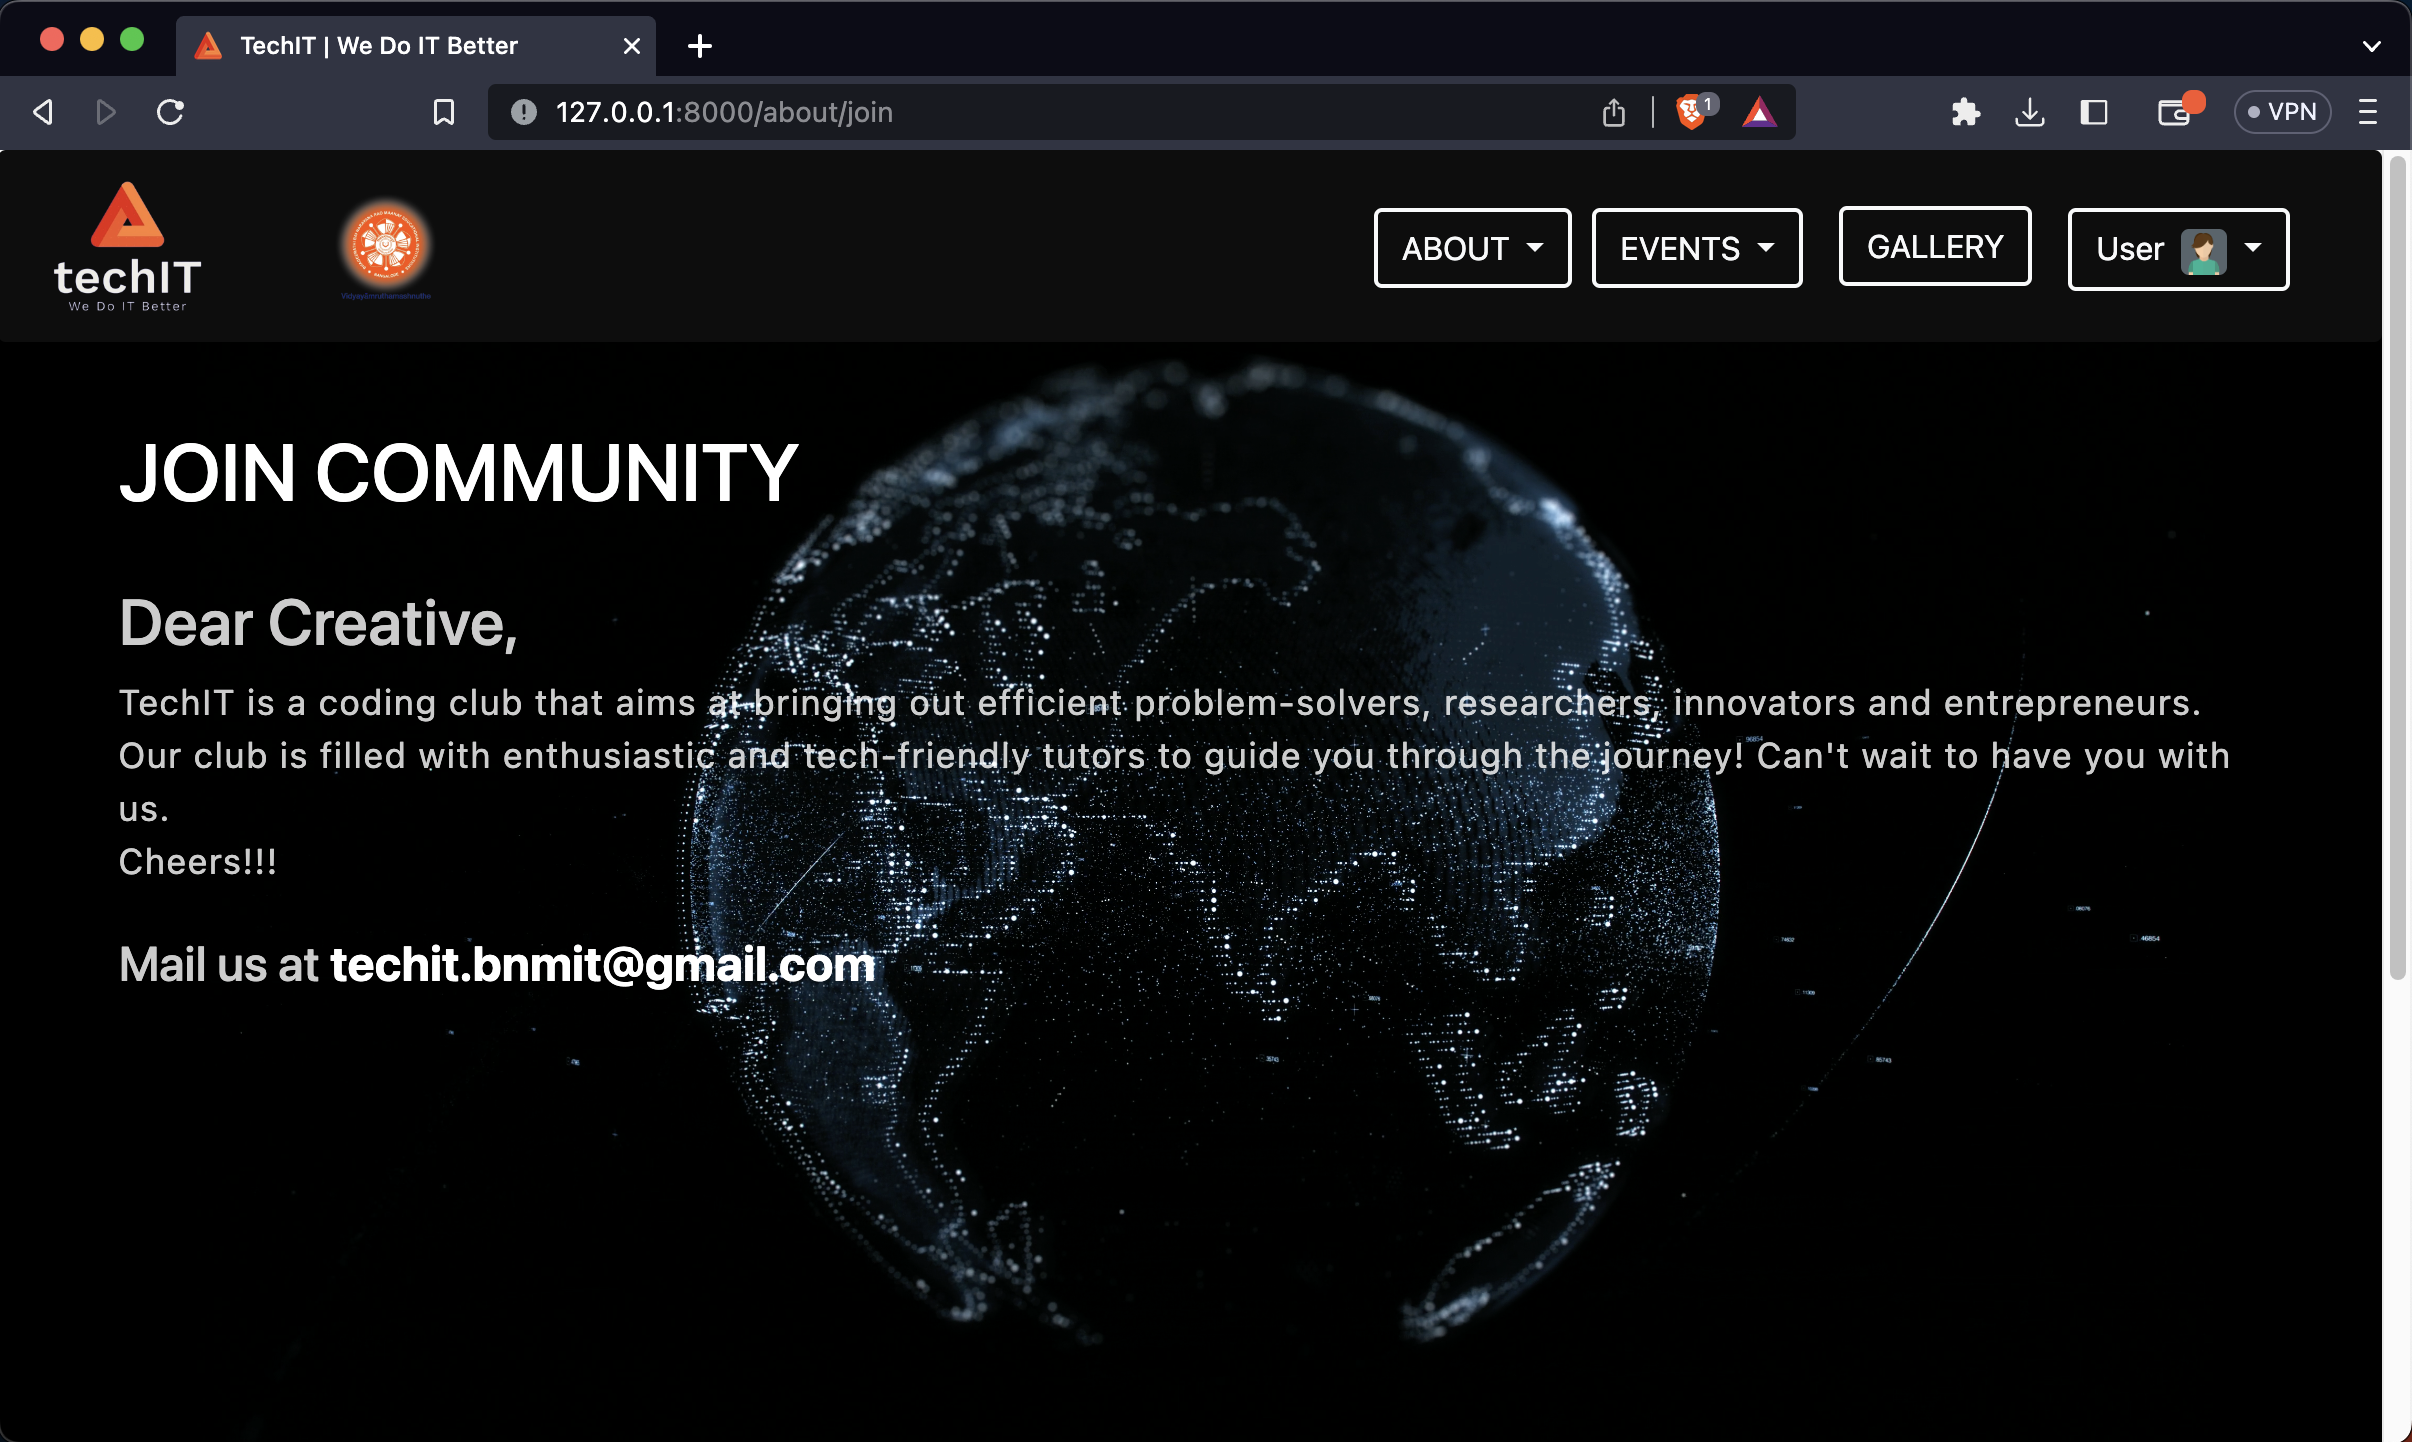 TechIT | We Do IT Better
127.0.0.1:8000/about/join
1
VPN
techIT
We Do IT Better
ABOUT
EVENTS
GALLERY
User
JOIN COMMUNITY
Dear Creative,
TechIT is a coding club that aims at bringing out efficient problem-solvers, researchers, innovators and entrepreneurs.
Our club is filled with enthusiastic and tech-friendly tutors to guide you through the journey! Can't wait to have you with
us.
Cheers!!!
Mail us at techit.bnmit@gmail.com
46854